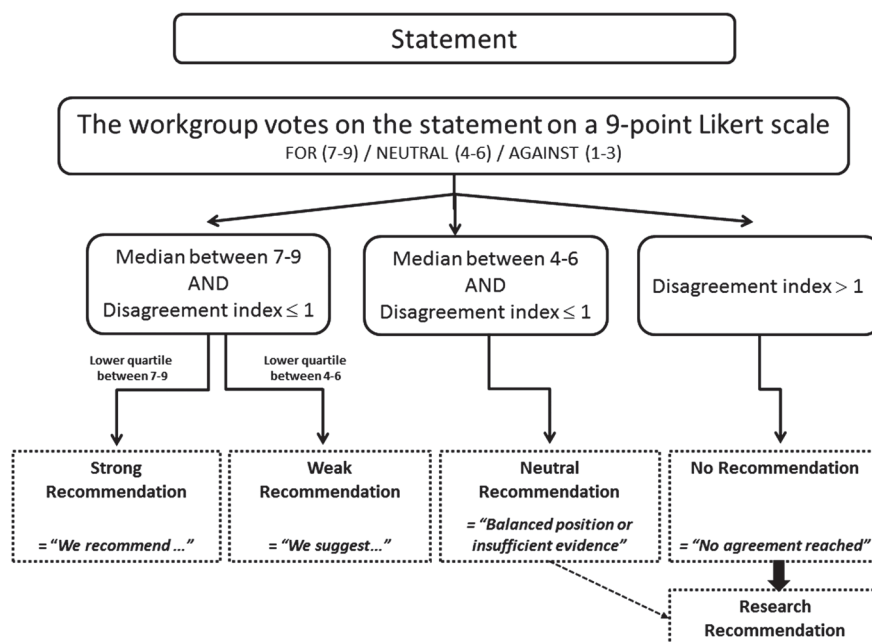 Statement
The workgroup votes on the statement on a 9-point Likert scale
FOR (7-9) / NEUTRAL (4-6) / AGAINST (1-3)
Median between 7-9
AND
Disagreement index ≤ 1
Median between 4-6
AND
Disagreement index ≤ 1
Disagreement index > 1
Lower quartile
between 7-9
Lower quartile
between 4-6
Strong
Recommendation
= “We recommend ...”
Weak
Recommendation
= “We suggest...”
Neutral
Recommendation
= “Balanced position or
insufficient evidence”
No Recommendation
= “No agreement reached”
Research
Recommendation